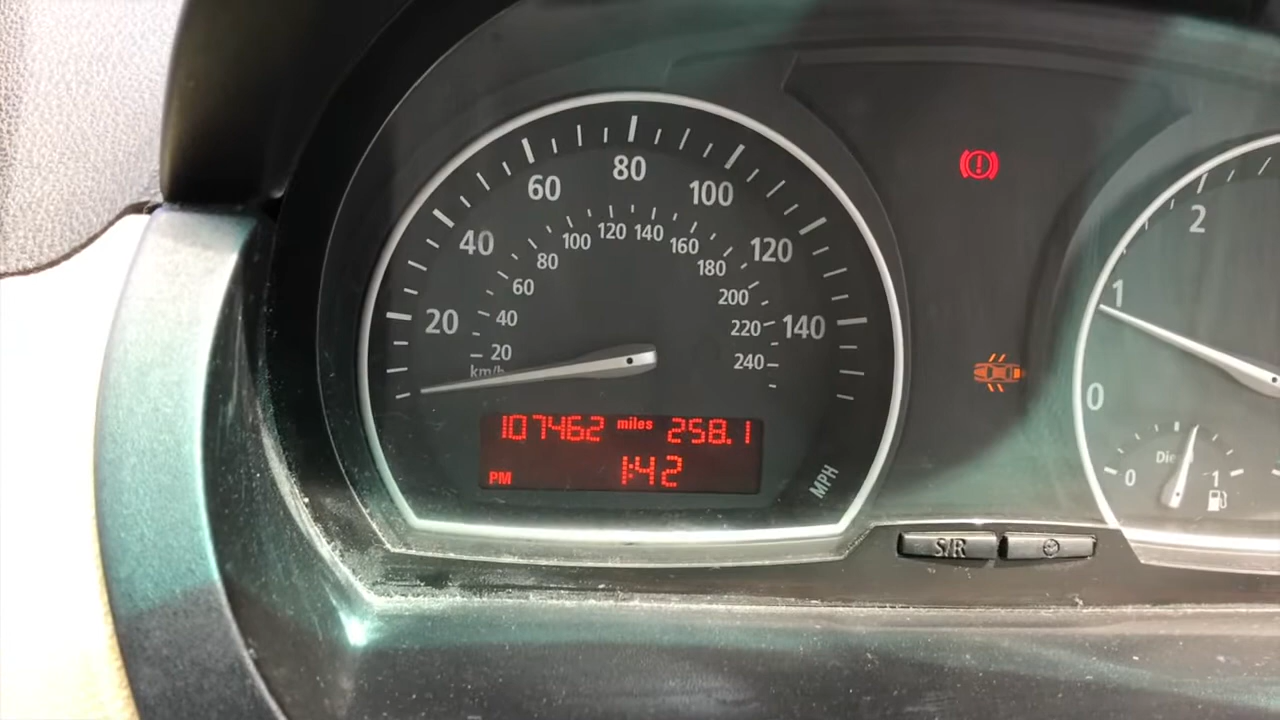 20 40 60 80 100 120 140
20 40 60 80 100 120 140 160 180 200 220 240
km/h
107462 miles 258.1
PM 1:42
MPH
S/R
0 1 2
0 1